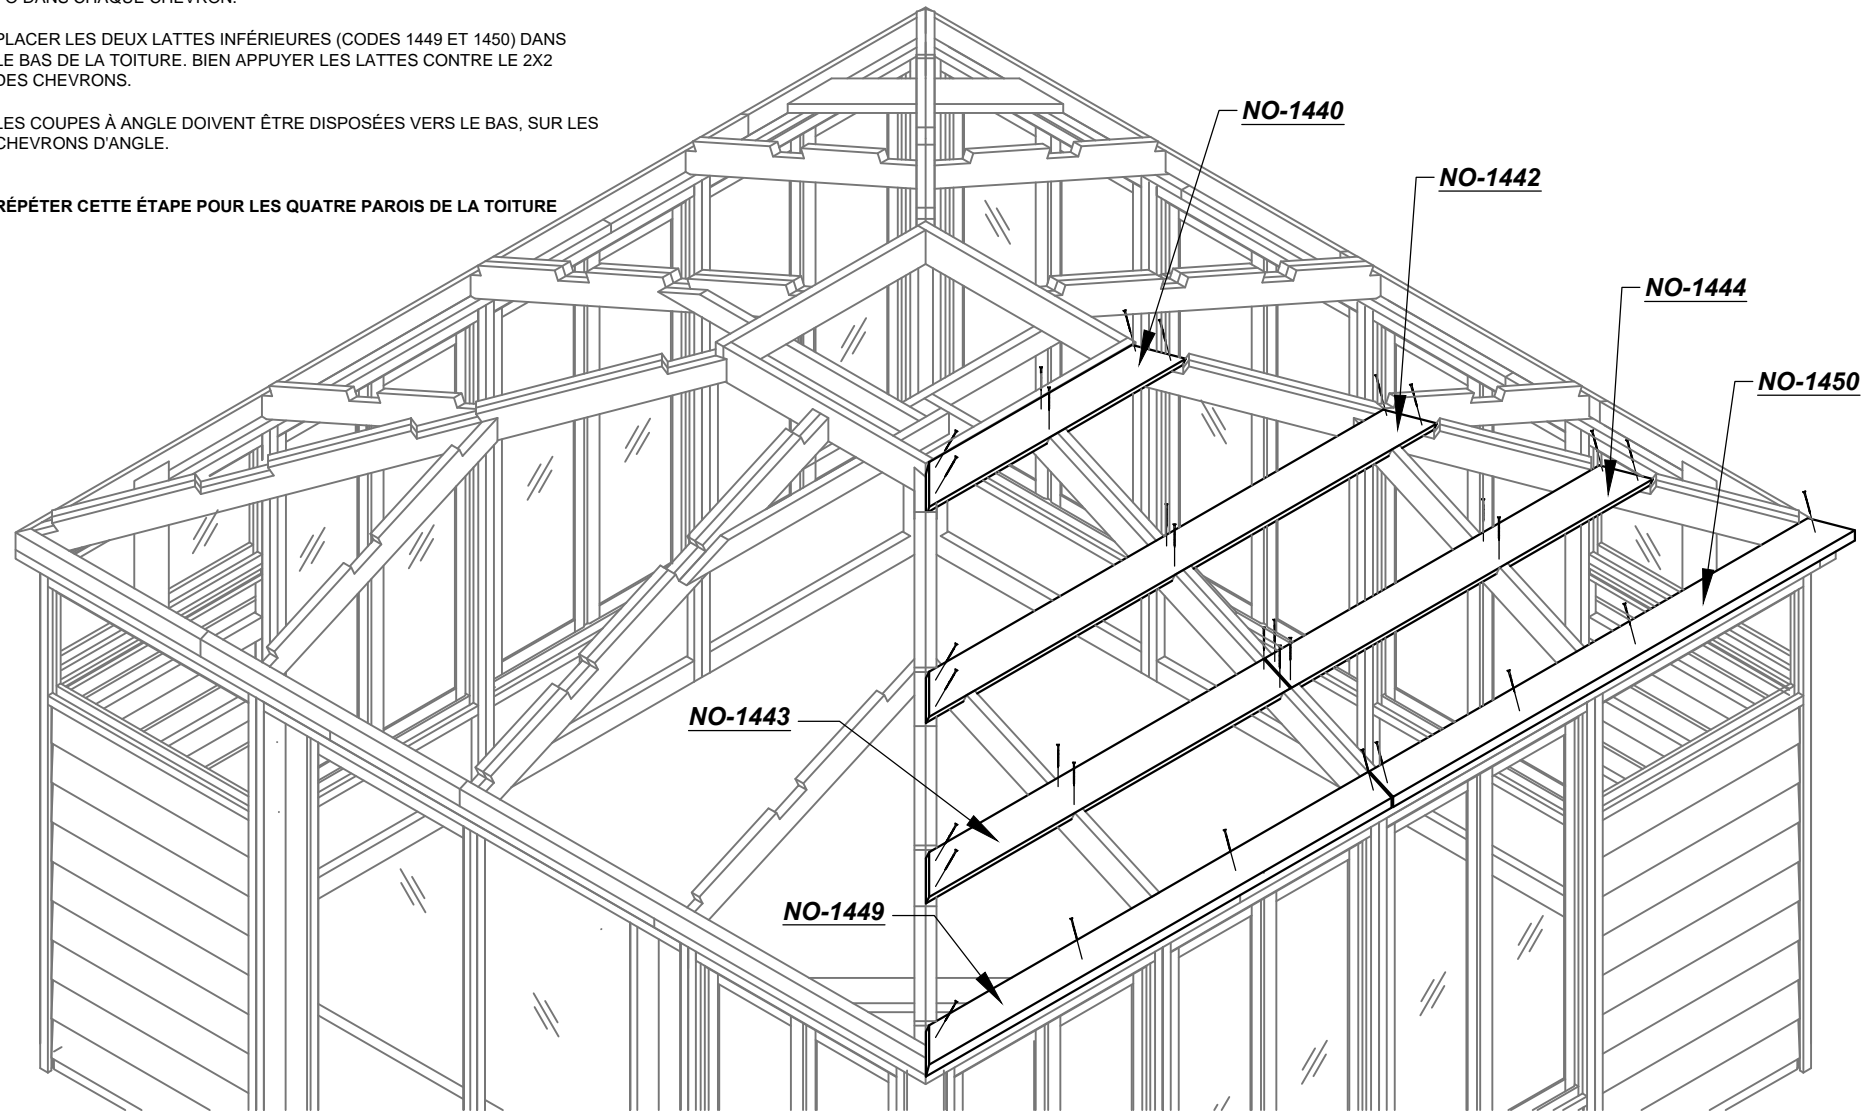 DANS CHAQUE CHEVRON.
PLACER LES DEUX LATTES INFÉRIEURES (CODES 1449 ET 1450) DANS
LE BAS DE LA TOITURE. BIEN APPUYER LES LATTES CONTRE LE 2X2
DES CHEVRONS.
LES COUPES À ANGLE DOIVENT ÊTRE DISPOSÉES VERS LE BAS, SUR LES
CHEVRONS D'ANGLE.
RÉPÉTER CETTE ÉTAPE POUR LES QUATRE PAROIS DE LA TOITURE
NO-1440
NO-1442
NO-1444
NO-1450
NO-1443
NO-1449